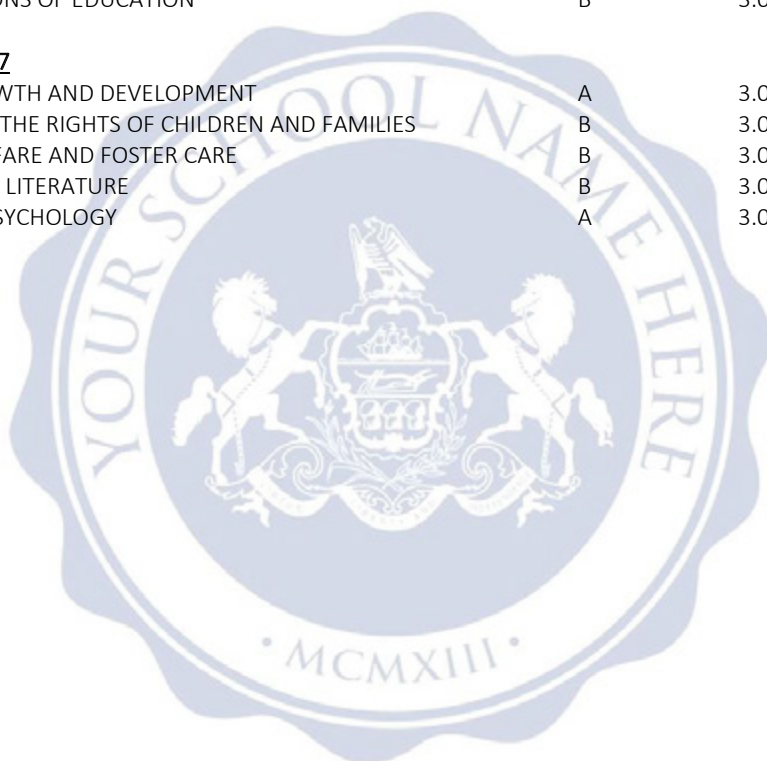 ONS OF EDUCATION B 3.0
7
WTH AND DEVELOPMENT A 3.0
THE RIGHTS OF CHILDREN AND FAMILIES B 3.0
FARE AND FOSTER CARE B 3.0
LITERATURE B 3.0
SYCHOLOGY A 3.0
YOUR SCHOOL NAME HERE
• MCMXIII •